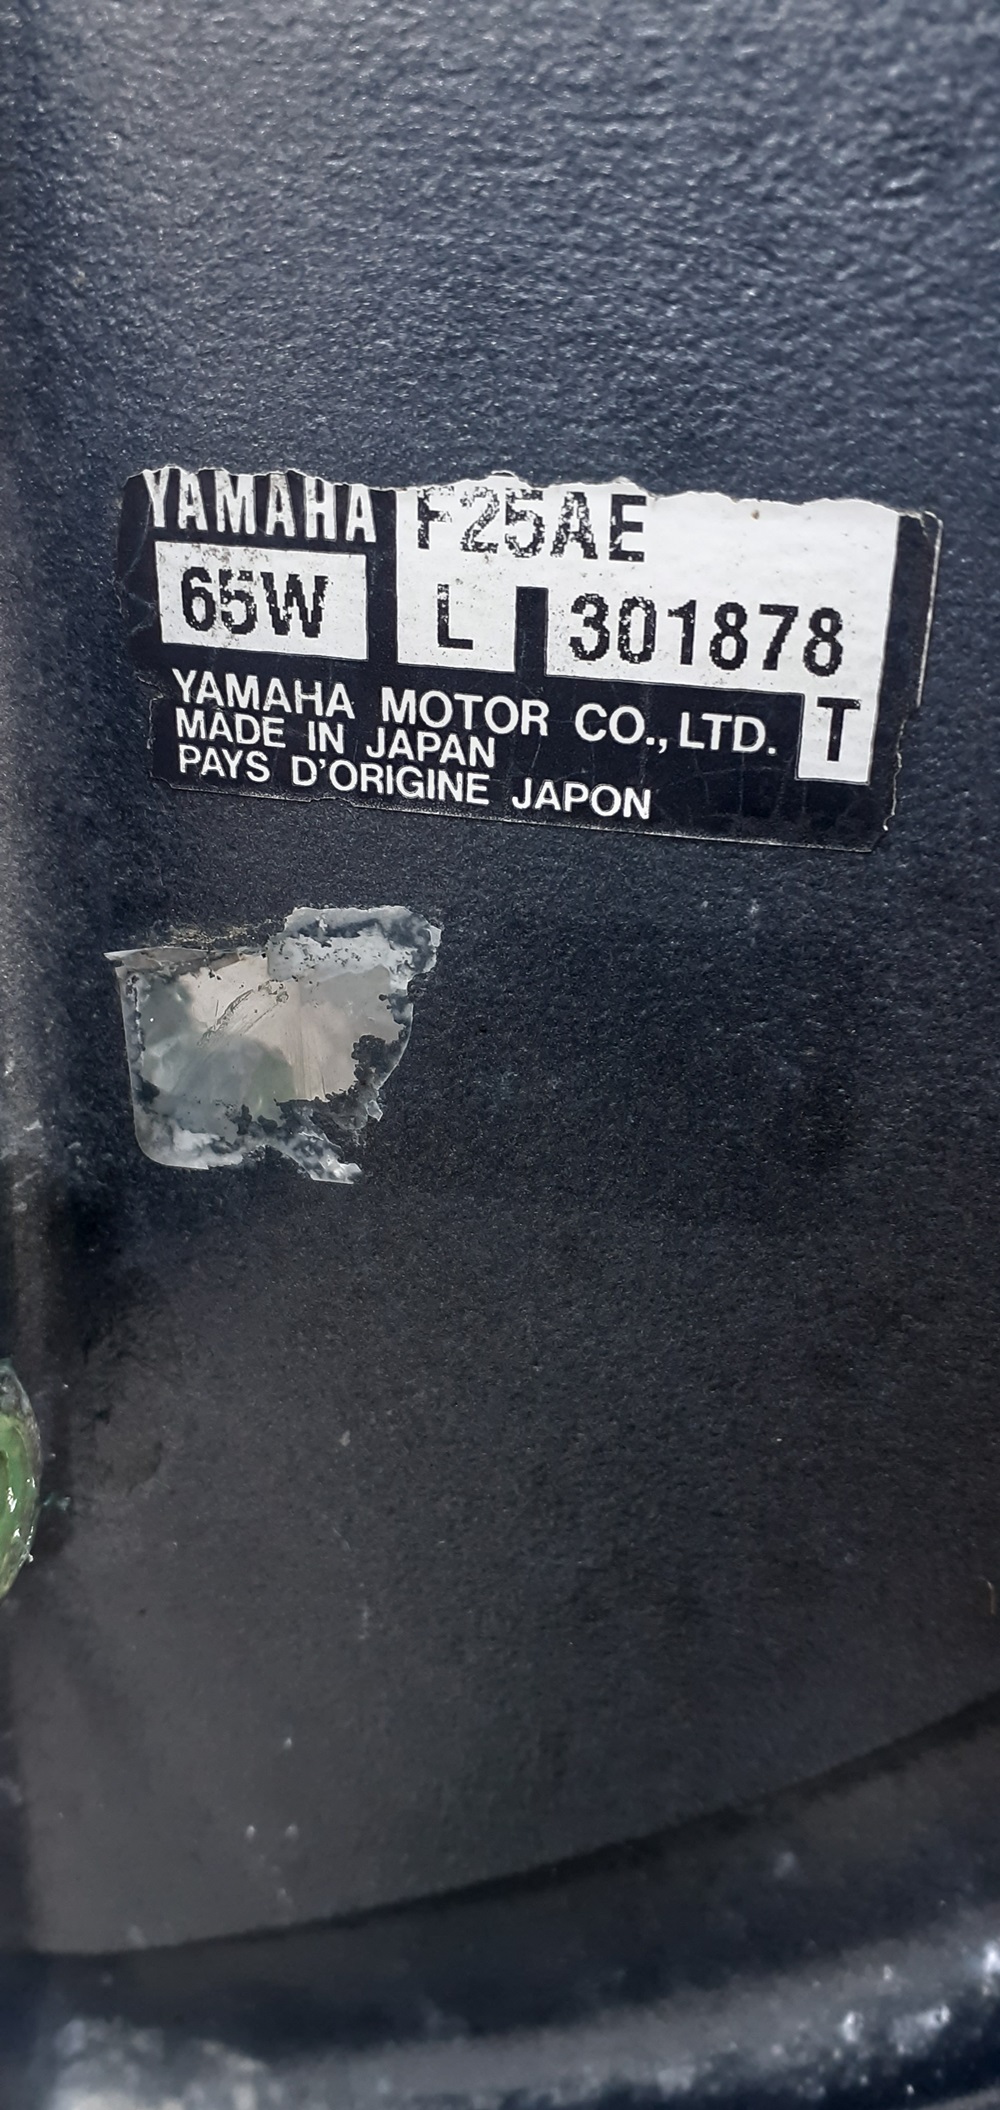 YAMAHA F25AE
65W L 301878
YAMAHA MOTOR CO., LTD. T
MADE IN JAPAN
PAYS D'ORIGINE JAPON